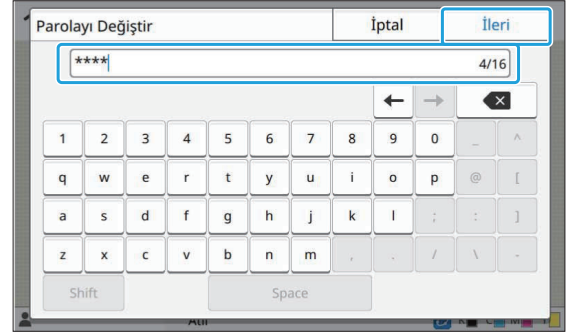 Parolayı Değiştir İptal İleri
**** 4/16
← →
1 2 3 4 5 6 7 8 9 0 _ ^
q w e r t y u i o p @ [
a s d f g h j k l ; : ]
z x c v b n m , . / \ -
Shift Space